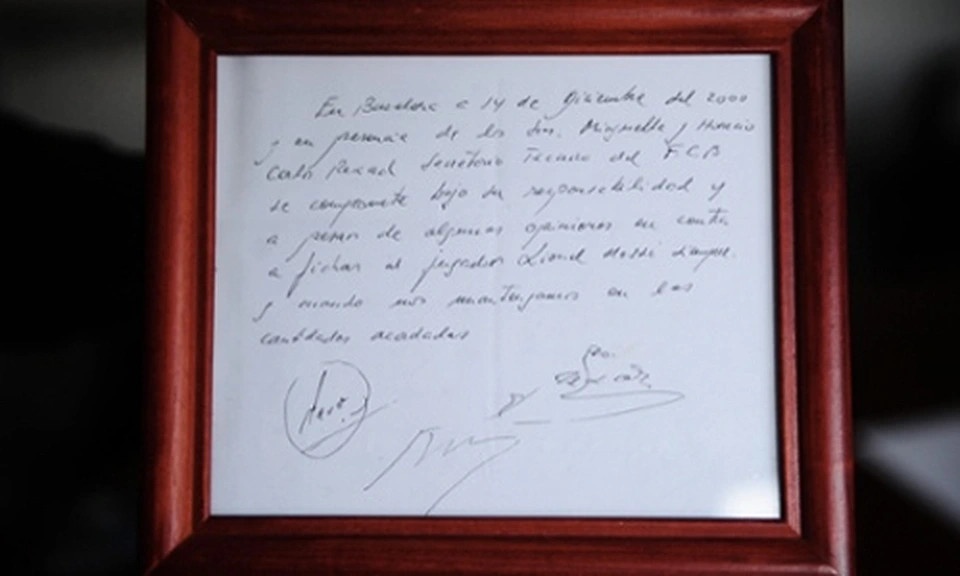 En Barcelona a 14 de Diciembre del 2000
y en presencia de los Sres. Minguella y Horacio
Carlos Rexach Secretario Tecnico del F.C.B
se compromete bajo su responsabilidad y
a pesar de algunas opiniones en contra
a fichar al jugador Lionel Messi siempre
y cuando nos mantengamos en las
cantidades acordadas